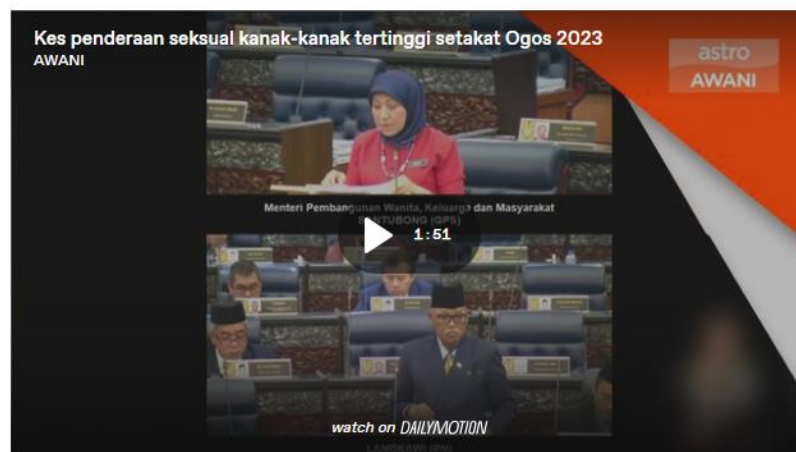 Kes penderaan seksual kanak-kanak tertinggi setakat Ogos 2023
AWANI
astro
AWANI
Menteri Pembangunan Wanita, Keluarga dan Masyarakat
SANTUBONG (GPS)
1:51
watch on DAILYMOTION
LANGKAWI (PN)